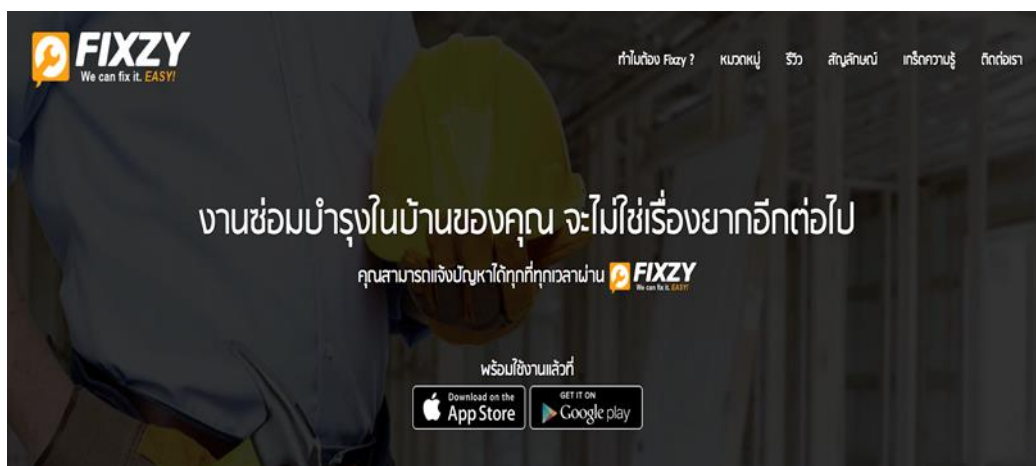 FIXZY
We can fix it. EASY!
ทำไมต้อง Fixzy ? หมวดหมู่ รีวิว สัญลักษณ์ เกร็ดความรู้ ติดต่อเรา
งานซ่อมบำรุงในบ้านของคุณ จะไม่ใช่เรื่องยากอีกต่อไป
คุณสามารถแจ้งปัญหาได้ทุกที่ทุกเวลาผ่าน FIXZY
We can fix it. EASY!
พร้อมใช้งานแล้วที่
Download on the
App Store
GET IT ON
Google play